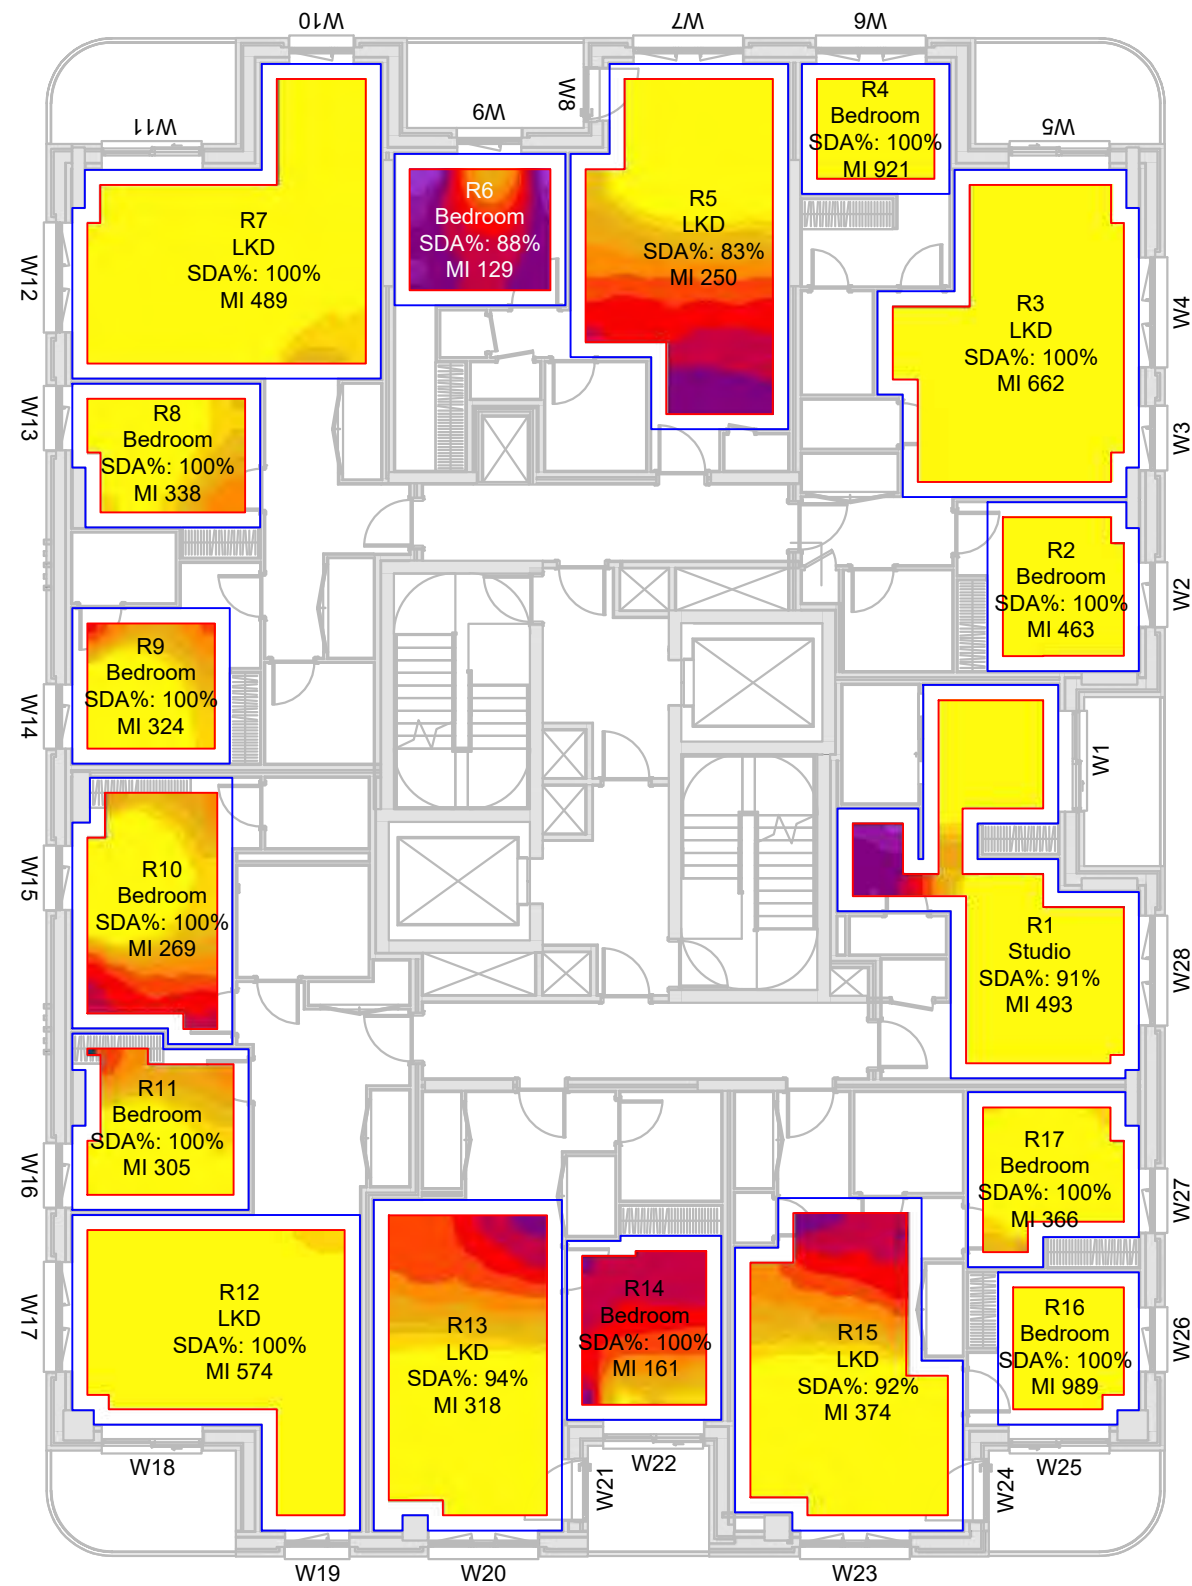 W10
W7
W6
W11
W9
W8
W5
R4
Bedroom
SDA%: 100%
MI 921
R6
Bedroom
SDA%: 88%
MI 129
R5
LKD
SDA%: 83%
MI 250
R7
LKD
SDA%: 100%
MI 489
W12
R3
LKD
SDA%: 100%
MI 662
W4
R8
Bedroom
SDA%: 100%
MI 338
W13
W3
R2
Bedroom
SDA%: 100%
MI 463
W2
R9
Bedroom
SDA%: 100%
MI 324
W14
W1
R10
Bedroom
SDA%: 100%
MI 269
W15
R1
Studio
SDA%: 91%
MI 493
W28
R11
Bedroom
SDA%: 100%
MI 305
W16
R17
Bedroom
SDA%: 100%
MI 366
W27
R12
LKD
SDA%: 100%
MI 574
W17
R13
LKD
SDA%: 94%
MI 318
R14
Bedroom
SDA%: 100%
MI 161
R15
LKD
SDA%: 92%
MI 374
R16
Bedroom
SDA%: 100%
MI 989
W26
W18
W21
W22
W24
W25
W19
W20
W23